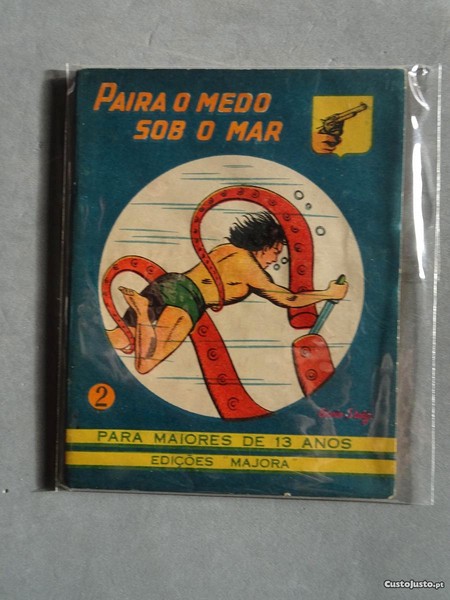 PAIRA O MEDO
SOB O MAR
2
PARA MAIORES DE 13 ANOS
EDIÇÕES MAJORA
CustoJusto.pt